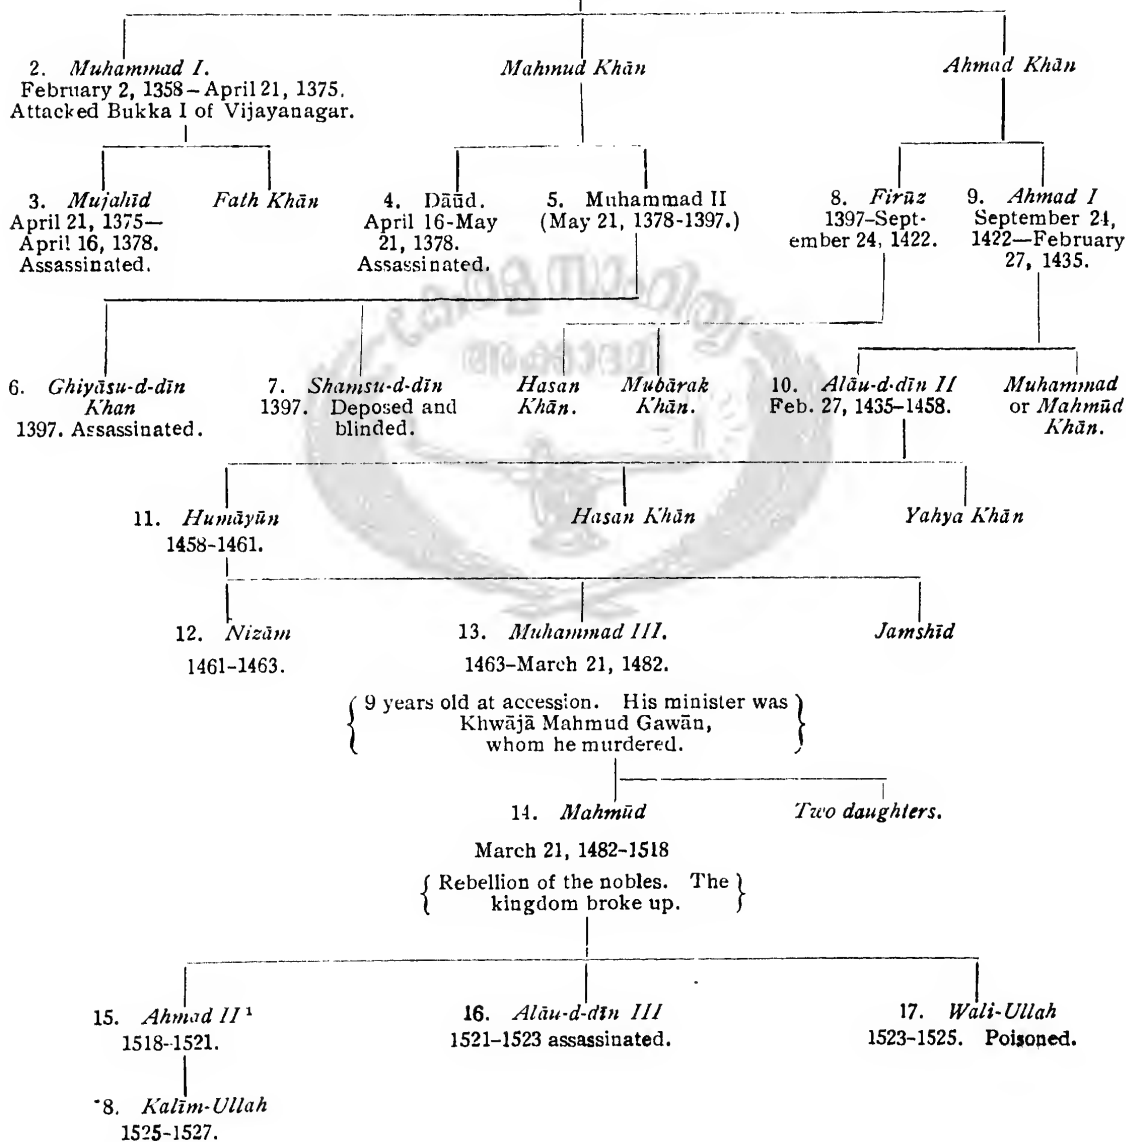 2. Muhammad I.
February 2, 1358–April 21, 1375.
Attacked Bukka I of Vijayanagar.
Mahmud Khān
Ahmad Khān
3. Mujahīd
April 21, 1375—
April 16, 1378.
Assassinated.
Fath Khān
4. Dāūd.
April 16-May
21, 1378.
Assassinated.
5. Muhammad II
(May 21, 1378-1397.)
8. Firūz
1397-Sept-
ember 24, 1422.
9. Ahmad I
September 24,
1422—February
27, 1435.
6. Ghiyāsu-d-dīn
Khan
1397. Assassinated.
7. Shamsu-d-dīn
1397. Deposed and
blinded.
Hasan
Khān.
Mubārak
Khān.
10. Alāu-d-dīn II
Feb. 27, 1435–1458.
Muhammad
or Mahmūd
Khān.
11. Humāyūn
1458-1461.
Hasan Khān
Yahya Khān
12. Nizām
1461–1463.
13. Muhammad III.
1463–March 21, 1482.
9 years old at accession. His minister was
Khwājā Mahmud Gawān,
whom he murdered.
Jamshīd
14. Mahmūd
March 21, 1482–1518
Rebellion of the nobles. The
kingdom broke up.
Two daughters.
15. Ahmad II ¹
1518–1521.
16. Alāu-d-dīn III
1521–1523 assassinated.
17. Wali-Ullah
1523–1525. Poisoned.
8. Kalīm-Ullah
1525–1527.